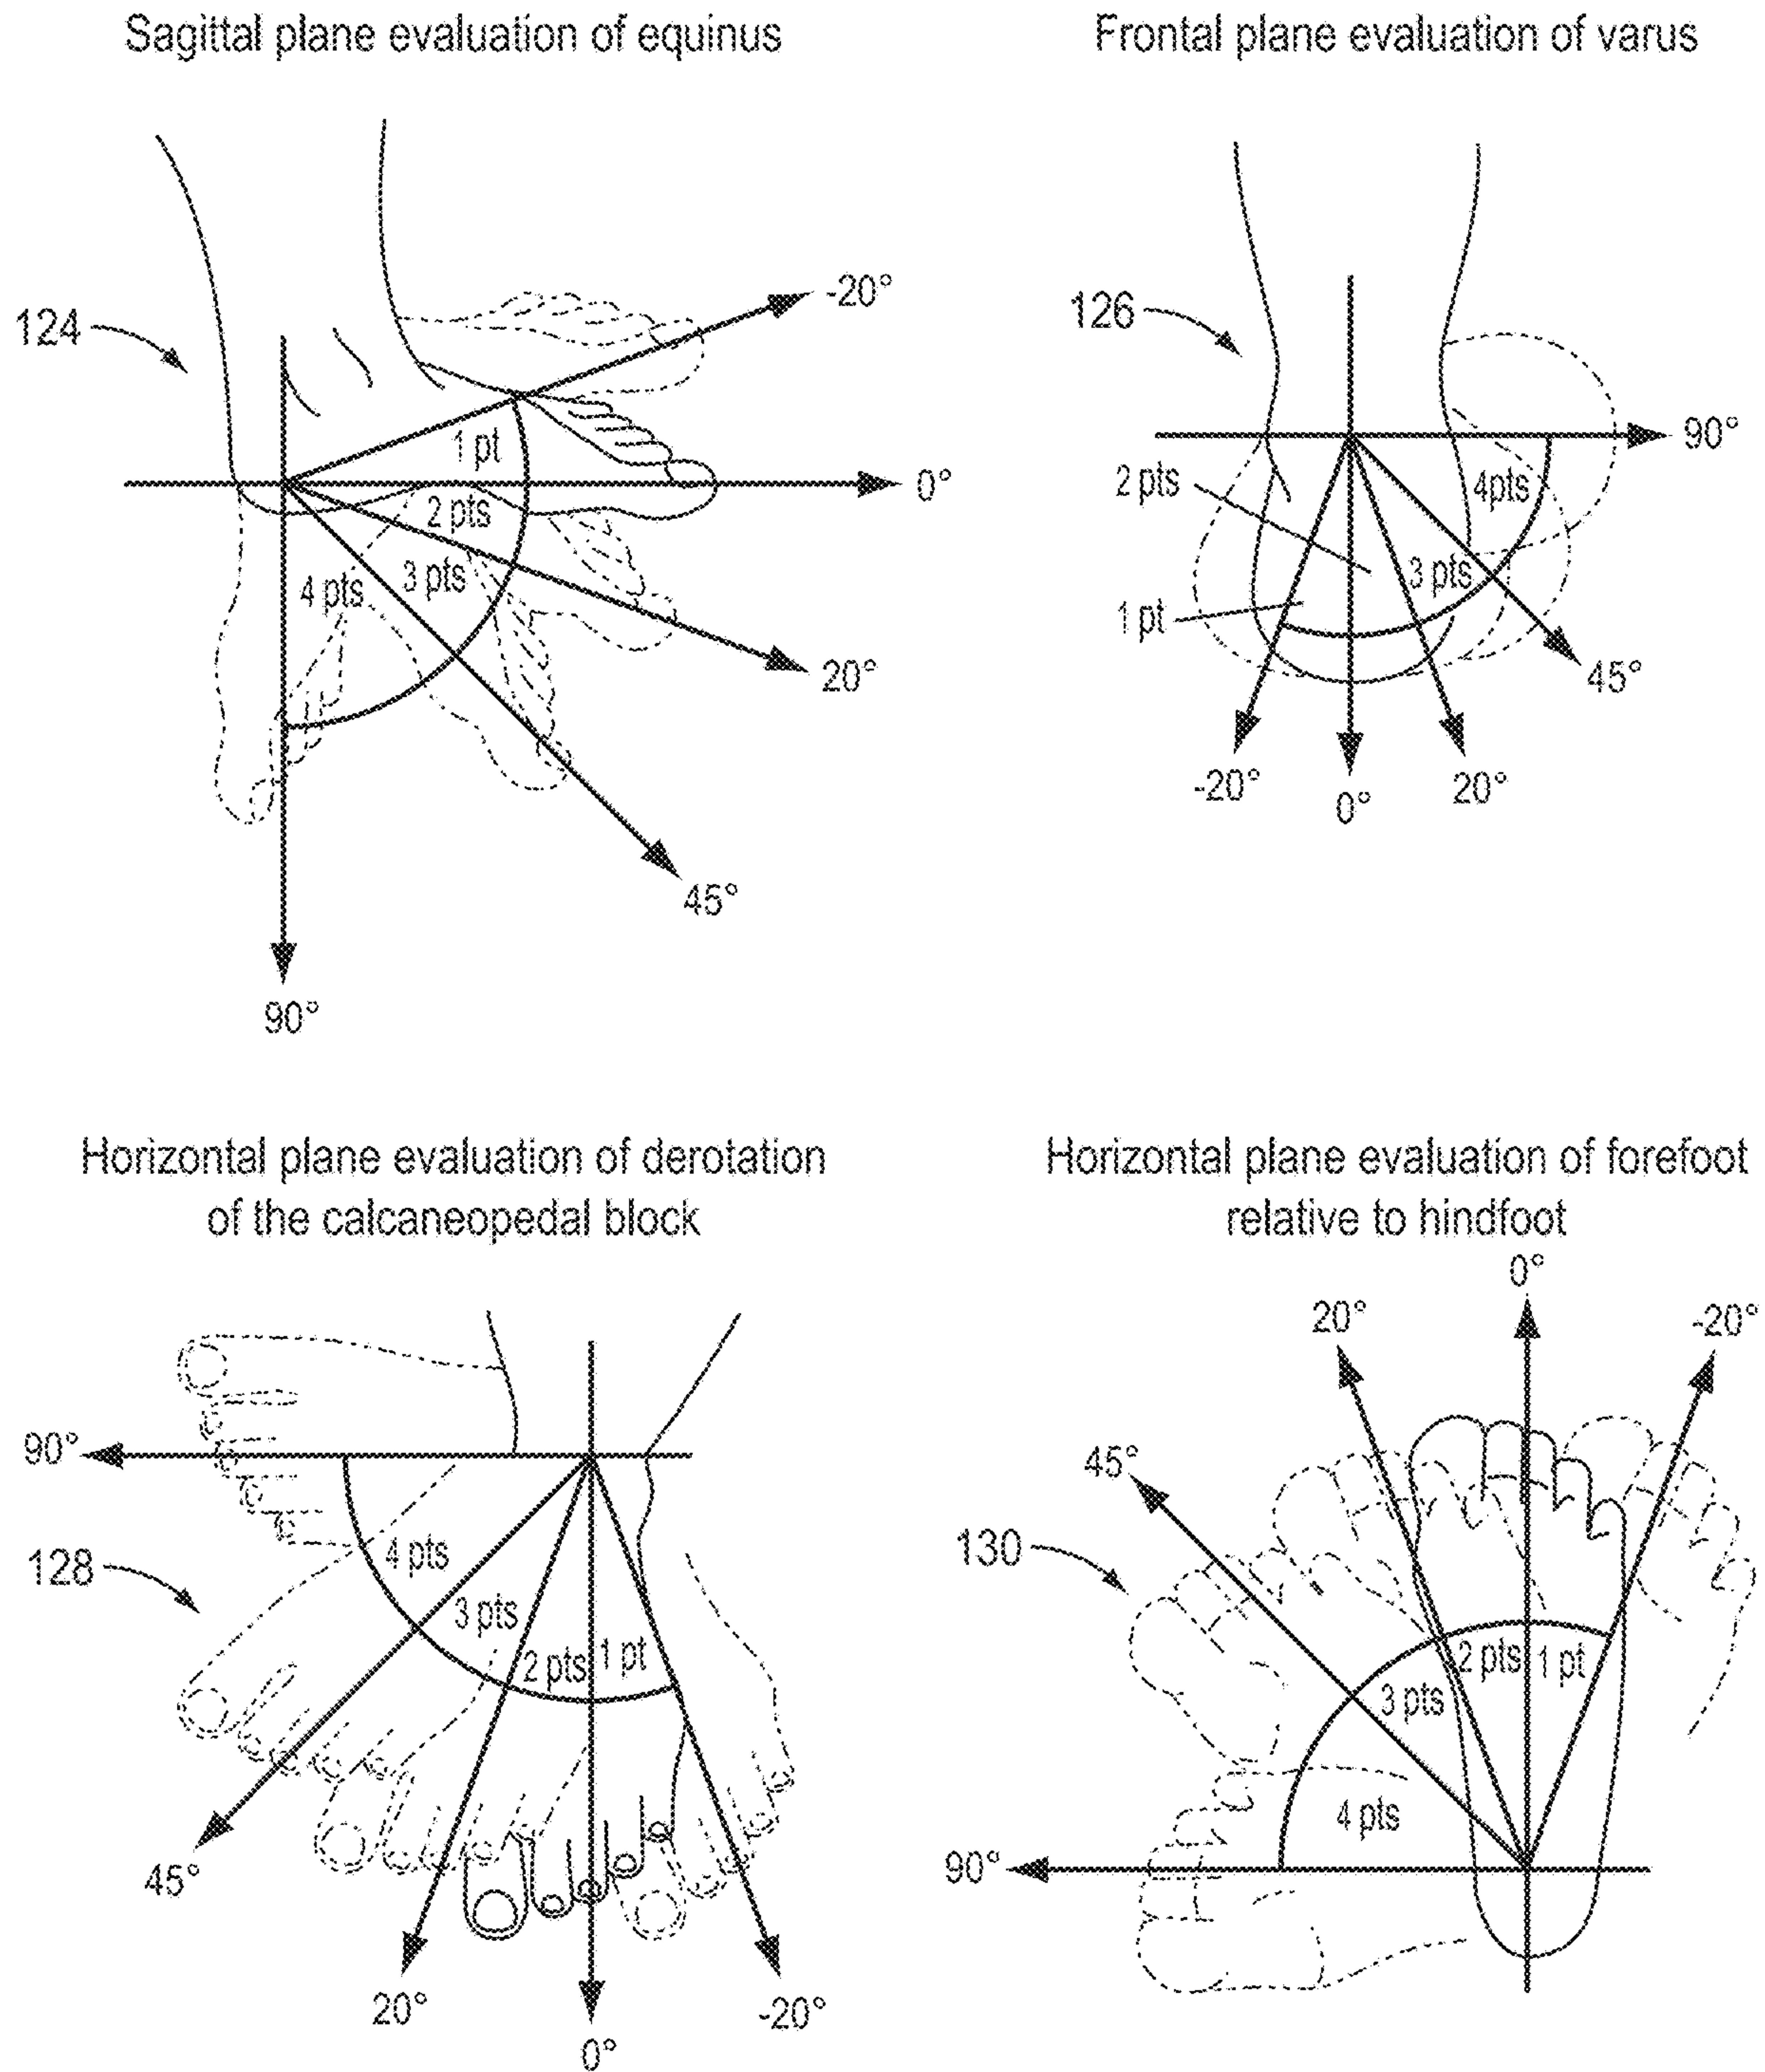 Sagittal plane evaluation of equinus
124
-20°
1 pt
0°
2 pts
3 pts
4 pts
20°
45°
90°
Frontal plane evaluation of varus
126
90°
2 pts
4pts
3 pts
1 pt
45°
-20°
20°
0°
Horizontal plane evaluation of derotation
of the calcaneopedal block
90°
128
4 pts
3 pts
2 pts
1 pt
45°
20°
-20°
0°
Horizontal plane evaluation of forefoot
relative to hindfoot
0°
20°
-20°
45°
130
2 pts
1 pt
3 pts
4 pts
90°